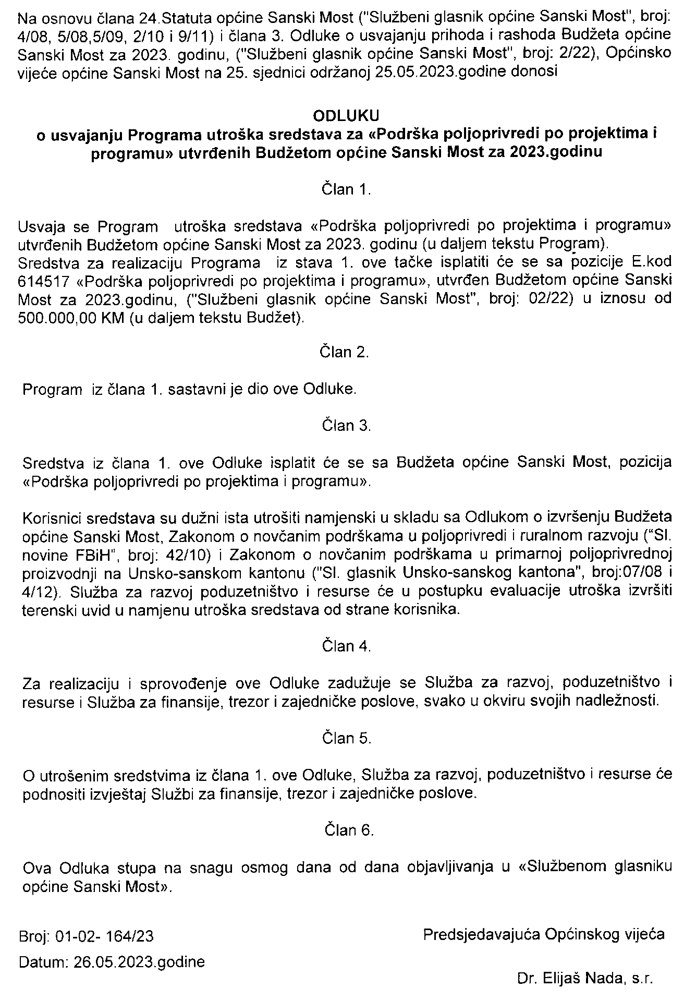 Na osnovu člana 24.Statuta općine Sanski Most ("Službeni glasnik općine Sanski Most", broj:
4/08, 5/08,5/09, 2/10 i 9/11) i člana 3. Odluke o usvajanju prihoda i rashoda Budžeta općine
Sanski Most za 2023. godinu, ("Službeni glasnik općine Sanski Most", broj: 2/22), Općinsko
vijeće općine Sanski Most na 25. sjednici održanoj 25.05.2023.godine donosi
ODLUKU
o usvajanju Programa utroška sredstava za «Podrška poljoprivredi po projektima i
programu» utvrđenih Budžetom općine Sanski Most za 2023.godinu
Član 1.
Usvaja se Program utroška sredstava «Podrška poljoprivredi po projektima i programu»
utvrđenih Budžetom općine Sanski Most za 2023. godinu (u daljem tekstu Program).
Sredstva za realizaciju Programa iz stava 1. ove tačke isplatiti će se sa pozicije E.kod
614517 «Podrška poljoprivredi po projektima i programu», utvrđen Budžetom općine Sanski
Most za 2023.godinu, ("Službeni glasnik općine Sanski Most", broj: 02/22) u iznosu od
500.000,00 KM (u daljem tekstu Budžet).
Član 2.
Program iz člana 1. sastavni je dio ove Odluke.
Član 3.
Sredstva iz člana 1. ove Odluke isplatit će se sa Budžeta općine Sanski Most, pozicija
«Podrška poljoprivredi po projektima i programu».
Korisnici sredstava su dužni ista utrošiti namjenski u skladu sa Odlukom o izvršenju Budžeta
općine Sanski Most, Zakonom o novčanim podrškama u poljoprivredi i ruralnom razvoju (“Sl.
novine FBiH", broj: 42/10) i Zakonom o novčanim podrškama u primarnoj poljoprivrednoj
proizvodnji na Unsko-sanskom kantonu ("Sl. glasnik Unsko-sanskog kantona", broj:07/08 i
4/12). Služba za razvoj poduzetništvo i resurse će u postupku evaluacije utroška izvršiti
terenski uvid u namjenu utroška sredstava od strane korisnika.
Član 4.
Za realizaciju i sprovođenje ove Odluke zadužuje se Služba za razvoj, poduzetništvo i
resurse i Služba za finansije, trezor i zajedničke poslove, svako u okviru svojih nadležnosti.
Član 5.
O utrošenim sredstvima iz člana 1. ove Odluke, Služba za razvoj, poduzetništvo i resurse će
podnositi izvještaj Službi za finansije, trezor i zajedničke poslove.
Član 6.
Ova Odluka stupa na snagu osmog dana od dana objavljivanja u «Službenom glasniku
općine Sanski Most».
Broj: 01-02- 164/23
Predsjedavajuća Općinskog vijeća
Datum: 26.05.2023.godine
Dr. Elijaš Nada, s.r.